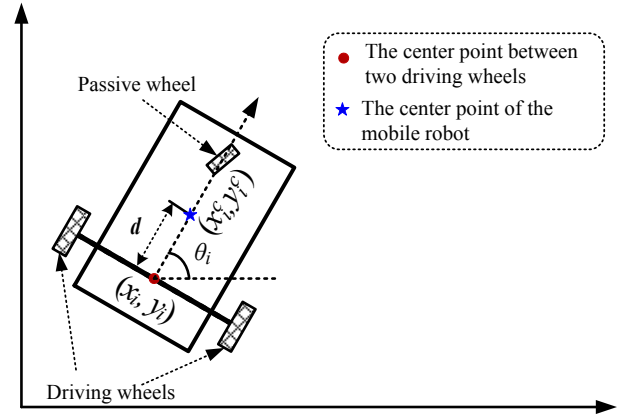 The center point between
two driving wheels
The center point of the
mobile robot
Passive wheel
(x_i^c, y_i^c)
d
θ_i
(x_i, y_i)
Driving wheels